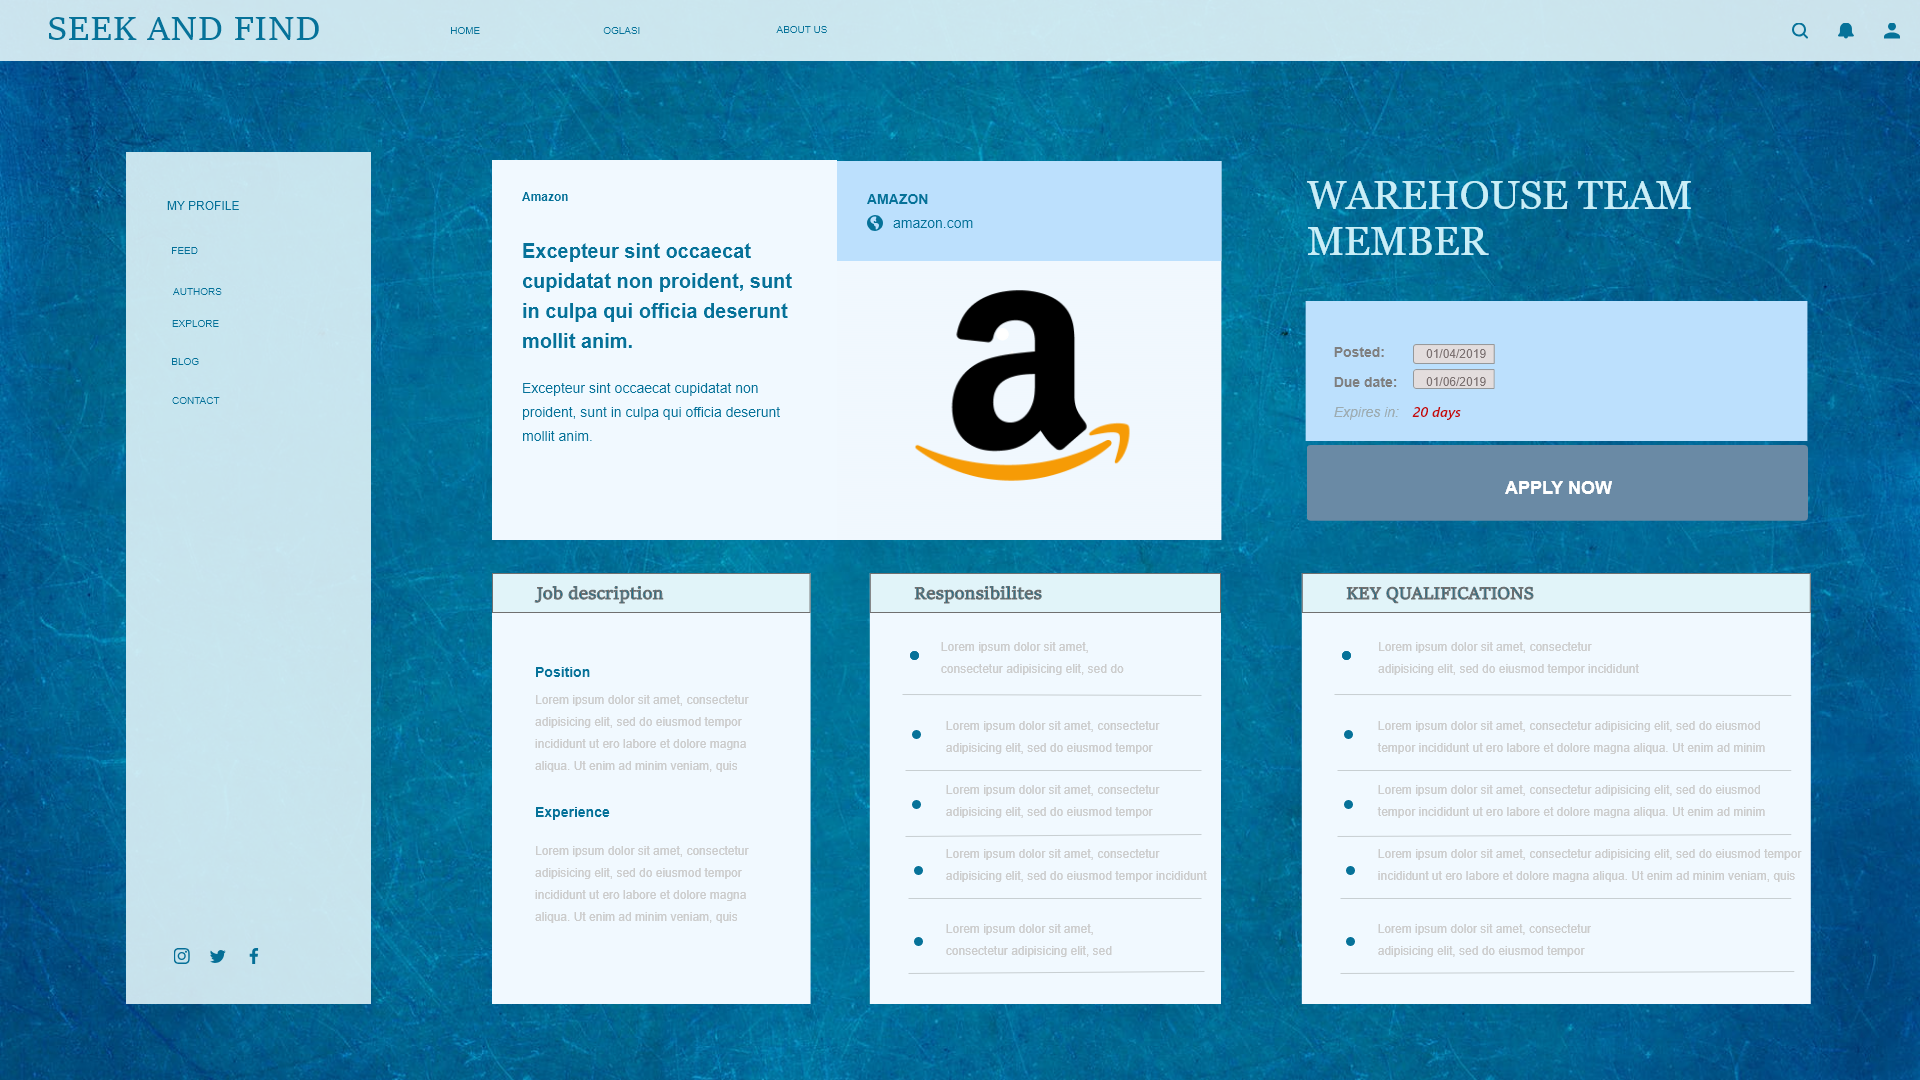 SEEK AND FIND
HOME
OGLASI
ABOUT US
MY PROFILE
FEED
AUTHORS
EXPLORE
BLOG
CONTACT
Amazon
Excepteur sint occaecat
cupidatat non proident, sunt
in culpa qui officia deserunt
mollit anim.
Excepteur sint occaecat cupidatat non
proident, sunt in culpa qui officia deserunt
mollit anim.
AMAZON
amazon.com
a
WAREHOUSE TEAM
MEMBER
Posted: 01/04/2019
Due date: 01/06/2019
Expires in: 20 days
APPLY NOW
Job description
Position
Lorem ipsum dolor sit amet, consectetur
adipisicing elit, sed do eiusmod tempor
incididunt ut ero labore et dolore magna
aliqua. Ut enim ad minim veniam, quis
Experience
Lorem ipsum dolor sit amet, consectetur
adipisicing elit, sed do eiusmod tempor
incididunt ut ero labore et dolore magna
aliqua. Ut enim ad minim veniam, quis
Responsibilites
Lorem ipsum dolor sit amet,
consectetur adipisicing elit, sed do
Lorem ipsum dolor sit amet, consectetur
adipisicing elit, sed do eiusmod tempor
Lorem ipsum dolor sit amet, consectetur
adipisicing elit, sed do eiusmod tempor
Lorem ipsum dolor sit amet, consectetur
adipisicing elit, sed do eiusmod tempor incididunt
Lorem ipsum dolor sit amet,
consectetur adipisicing elit, sed
KEY QUALIFICATIONS
Lorem ipsum dolor sit amet, consectetur
adipisicing elit, sed do eiusmod tempor incididunt
Lorem ipsum dolor sit amet, consectetur adipisicing elit, sed do eiusmod
tempor incididunt ut ero labore et dolore magna aliqua. Ut enim ad minim
Lorem ipsum dolor sit amet, consectetur adipisicing elit, sed do eiusmod
tempor incididunt ut ero labore et dolore magna aliqua. Ut enim ad minim
Lorem ipsum dolor sit amet, consectetur adipisicing elit, sed do eiusmod tempor
incididunt ut ero labore et dolore magna aliqua. Ut enim ad minim veniam, quis
Lorem ipsum dolor sit amet, consectetur
adipisicing elit, sed do eiusmod tempor